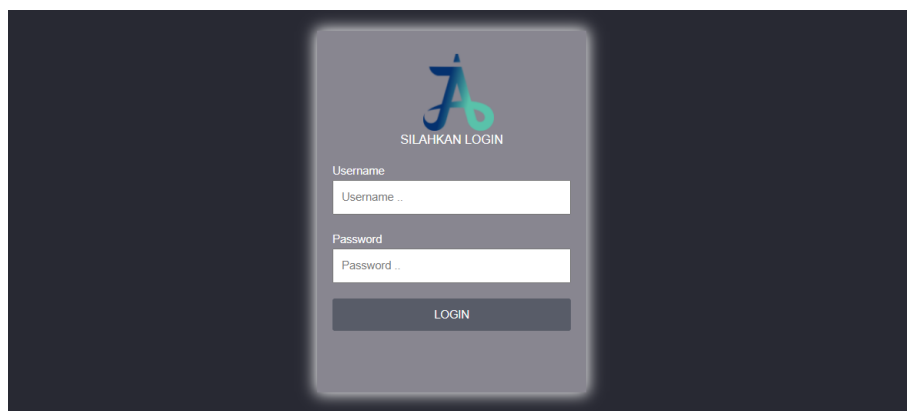 SILAHKAN LOGIN
Username
Username ..
Password
Password ..
LOGIN